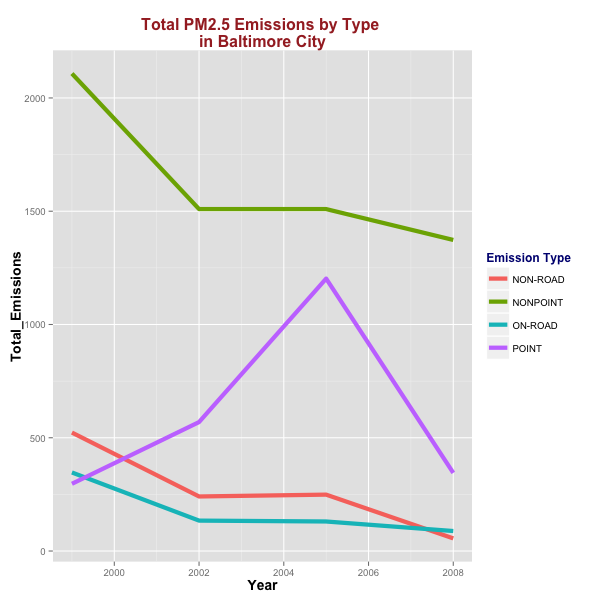 Total PM2.5 Emissions by Type
in Baltimore City
2000
1500
1000
500
0
Total_Emissions
2000
2002
2004
2006
2008
Year
Emission Type
NON-ROAD
NONPOINT
ON-ROAD
POINT